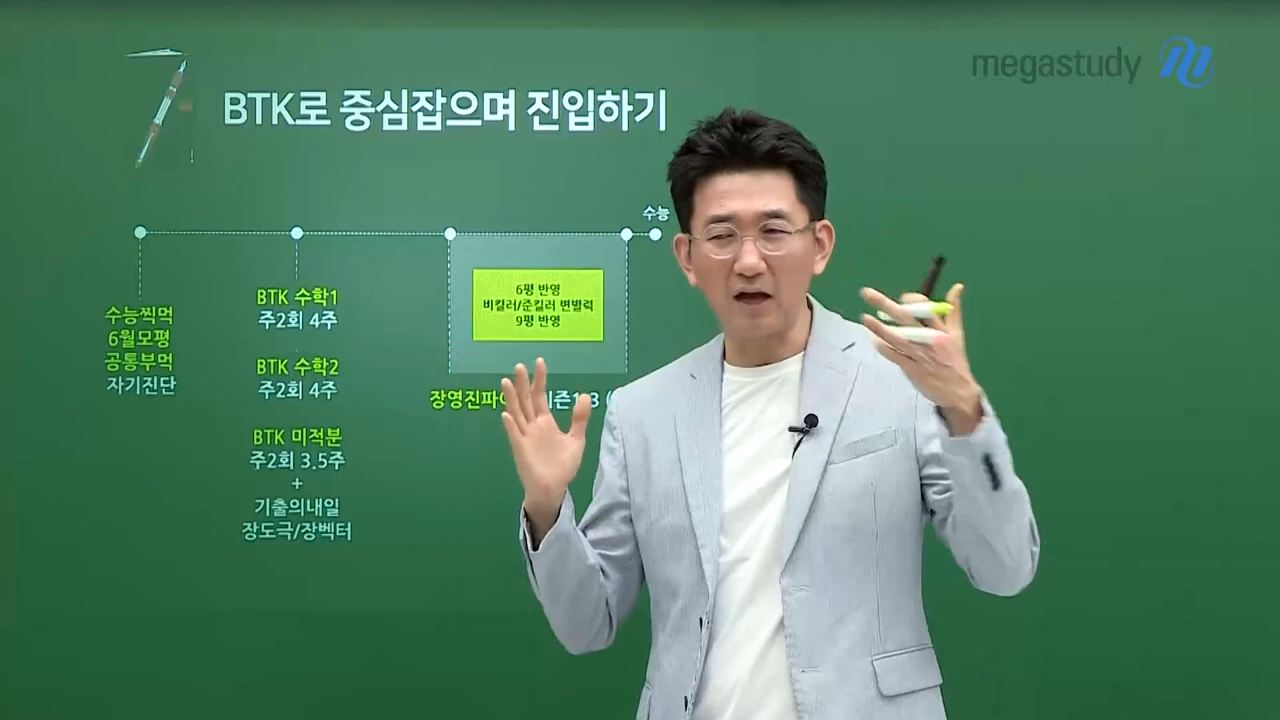 megastudy
BTK로 중심잡으며 진입하기
수능
수능찍먹
6월모평
공통부먹
자기진단
BTK 수학1
주2회 4주
BTK 수학2
주2회 4주
BTK 미적분
주2회 3.5주
+
기출의내일
장도극/장벡터
6평 반영
비킬러/준킬러 변별력
9평 반영
장영진파이
즌1
3 (